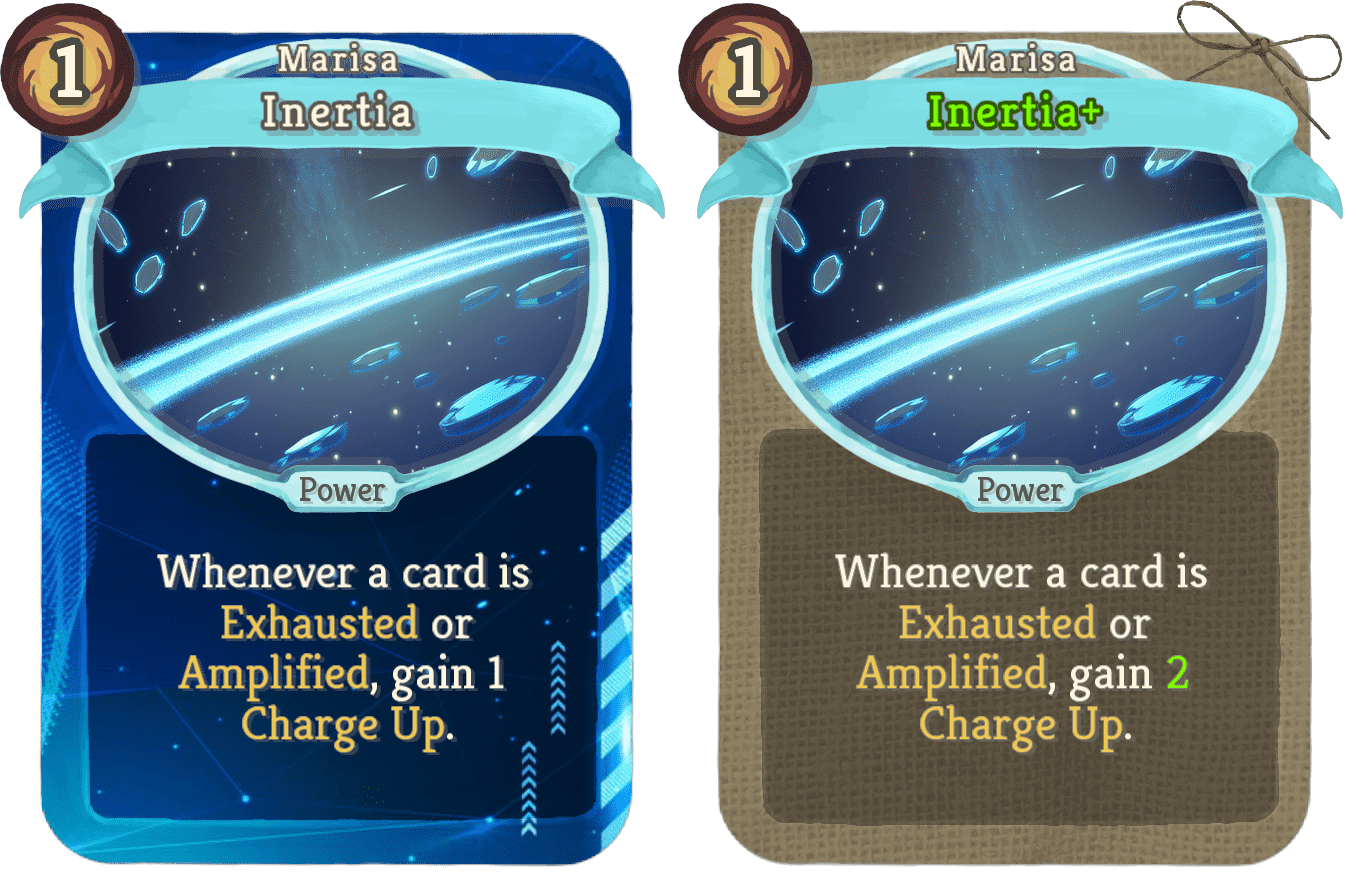 1
Marisa
Inertia
Power
Whenever a card is
Exhausted or
Amplified, gain 1
Charge Up.
1
Marisa
Inertia+
Power
Whenever a card is
Exhausted or
Amplified, gain 2
Charge Up.